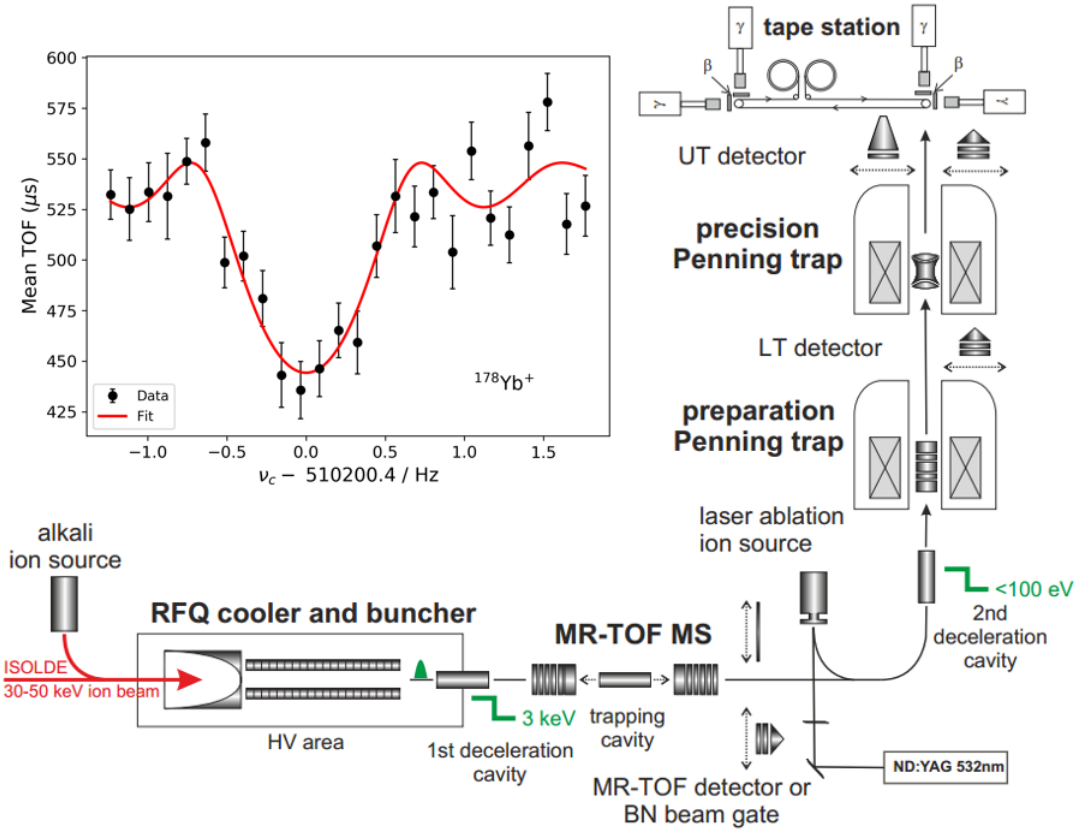 600
575
550
525
500
475
450
425
Mean TOF (μs)
Data
Fit
¹⁷⁸Yb⁺
−1.0
−0.5
0.0
0.5
1.0
1.5
ν_c − 510200.4 / Hz
γ
tape station
γ
β
β
γ
γ
UT detector
precision
Penning trap
LT detector
preparation
Penning trap
laser ablation
ion source
<100 eV
2nd
deceleration
cavity
alkali
ion source
RFQ cooler and buncher
MR-TOF MS
ISOLDE
30-50 keV ion beam
3 keV
trapping
cavity
HV area
1st deceleration
cavity
ND:YAG 532nm
MR-TOF detector or
BN beam gate